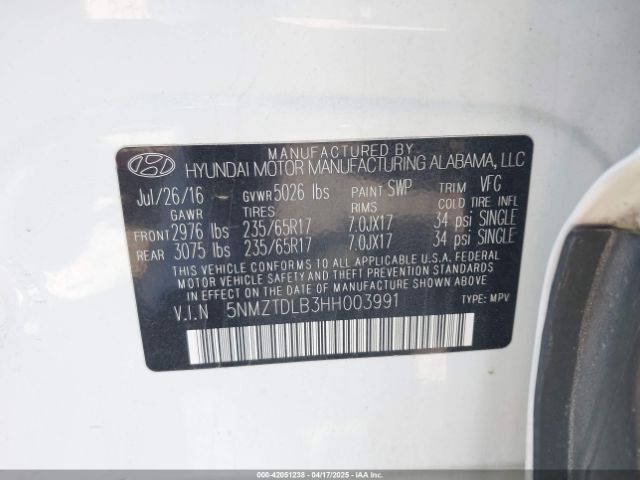 MANUFACTURED BY
HYUNDAI MOTOR MANUFACTURING ALABAMA, LLC
Jul/26/16 GVWR 5026 lbs PAINT SWP TRIM VFG
GAWR TIRES RIMS COLD TIRE INFL
FRONT 2976 lbs 235/65R17 7.0JX17 34 psi SINGLE
REAR 3075 lbs 235/65R17 7.0JX17 34 psi SINGLE
THIS VEHICLE CONFORMS TO ALL APPLICABLE U.S.A. FEDERAL
MOTOR VEHICLE SAFETY, BUMPER AND THEFT PREVENTION
STANDARDS IN EFFECT ON THE DATE OF MANUFACTURE SHOWN ABOVE.
V.I.N 5NMZTDLB3HH003991 TYPE: MPV
000-42051238 - 04/17/2025 - IAAI.COM